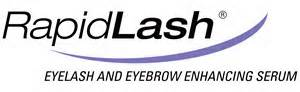 RapidLash®
EYELASH AND EYEBROW ENHANCING SERUM